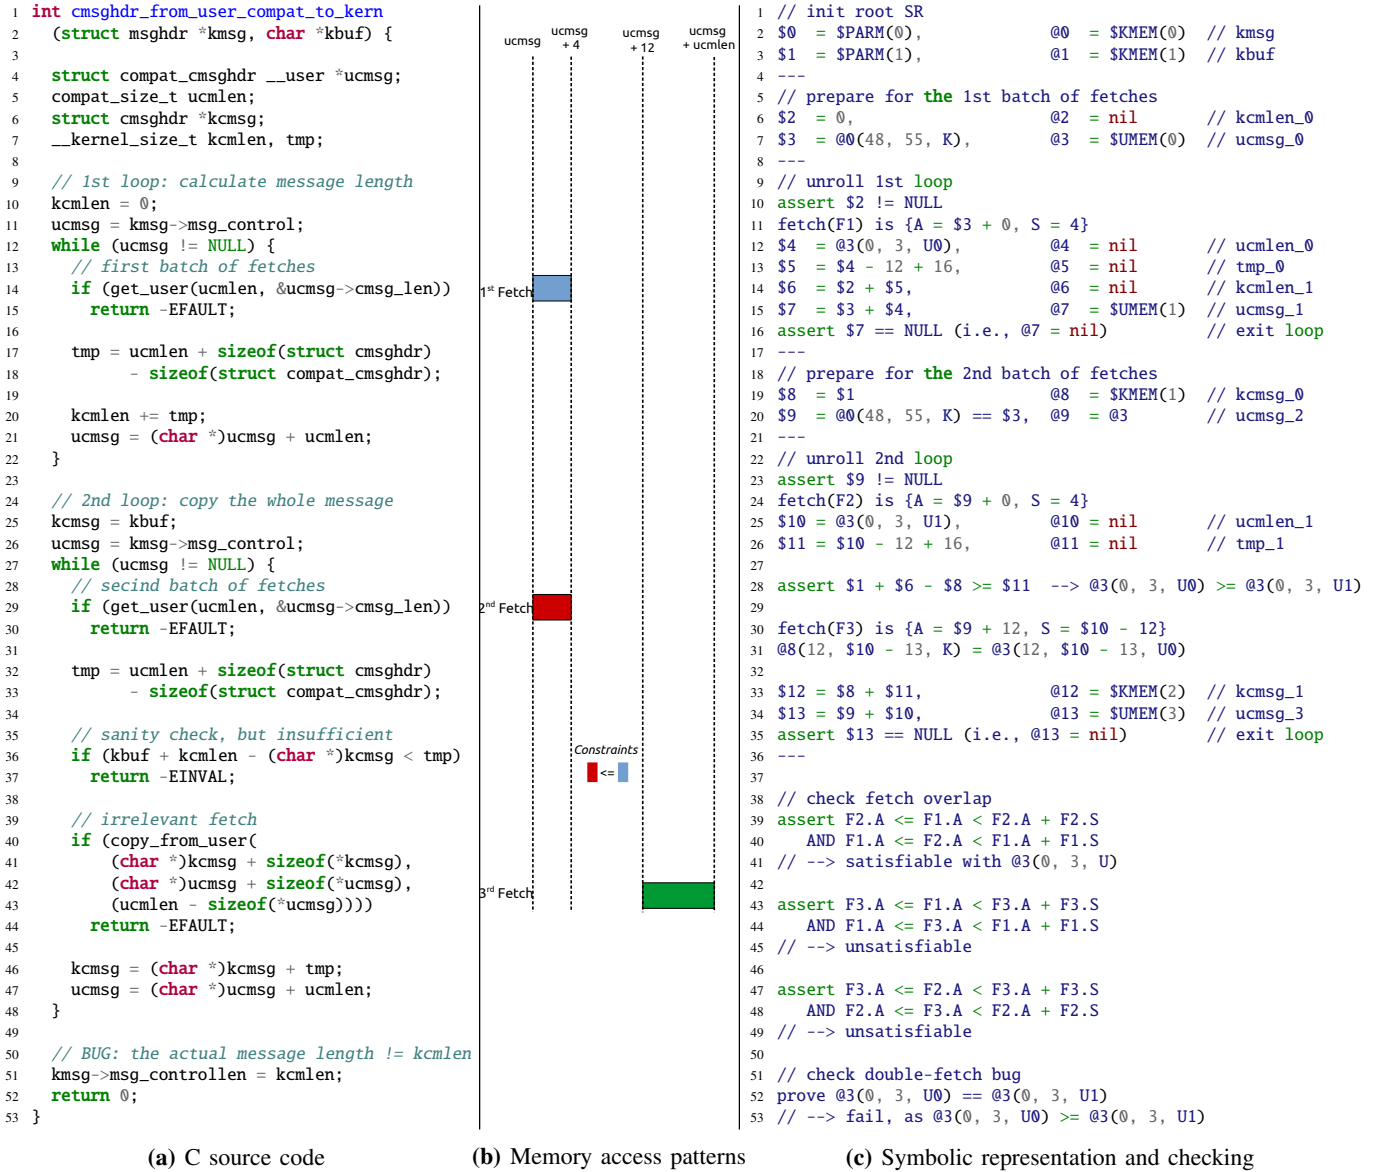 1 int cmsghdr_from_user_compat_to_kern
2 (struct msghdr *kmsg, char *kbuf) {
3
4 struct compat_cmsghdr __user *ucmsg;
5 compat_size_t ucmlen;
6 struct cmsghdr *kcmsg;
7 __kernel_size_t kcmlen, tmp;
8
9 // 1st loop: calculate message length
10 kcmlen = 0;
11 ucmsg = kmsg->msg_control;
12 while (ucmsg != NULL) {
13 // first batch of fetches
14 if (get_user(ucmlen, &ucmsg->cmsg_len))
15 return -EFAULT;
16
17 tmp = ucmlen + sizeof(struct cmsghdr)
18 - sizeof(struct compat_cmsghdr);
19
20 kcmlen += tmp;
21 ucmsg = (char *)ucmsg + ucmlen;
22 }
23
24 // 2nd loop: copy the whole message
25 kcmsg = kbuf;
26 ucmsg = kmsg->msg_control;
27 while (ucmsg != NULL) {
28 // secind batch of fetches
29 if (get_user(ucmlen, &ucmsg->cmsg_len))
30 return -EFAULT;
31
32 tmp = ucmlen + sizeof(struct cmsghdr)
33 - sizeof(struct compat_cmsghdr);
34
35 // sanity check, but insufficient
36 if (kbuf + kcmlen - (char *)kcmsg < tmp)
37 return -EINVAL;
38
39 // irrelevant fetch
40 if (copy_from_user(
41 (char *)kcmsg + sizeof(*kcmsg),
42 (char *)ucmsg + sizeof(*ucmsg),
43 (ucmlen - sizeof(*ucmsg))))
44 return -EFAULT;
45
46 kcmsg = (char *)kcmsg + tmp;
47 ucmsg = (char *)ucmsg + ucmlen;
48 }
49
50 // BUG: the actual message length != kcmlen
51 kmsg->msg_controllen = kcmlen;
52 return 0;
53 }
(a) C source code
ucmsg
ucmsg
+ 4
ucmsg
+ 12
ucmsg
+ ucmlen
1st Fetch
2nd Fetch
Constraints
<=
3rd Fetch
(b) Memory access patterns
1 // init root SR
2 $0 = $PARM(0), @0 = $KMEM(0) // kmsg
3 $1 = $PARM(1), @1 = $KMEM(1) // kbuf
4 ---
5 // prepare for the 1st batch of fetches
6 $2 = 0, @2 = nil // kcmlen_0
7 $3 = @0(48, 55, K), @3 = $UMEM(0) // ucmsg_0
8 ---
9 // unroll 1st loop
10 assert $2 != NULL
11 fetch(F1) is {A = $3 + 0, S = 4}
12 $4 = @3(0, 3, U0), @4 = nil // ucmlen_0
13 $5 = $4 - 12 + 16, @5 = nil // tmp_0
14 $6 = $2 + $5, @6 = nil // kcmlen_1
15 $7 = $3 + $4, @7 = $UMEM(1) // ucmsg_1
16 assert $7 == NULL (i.e., @7 = nil) // exit loop
17 ---
18 // prepare for the 2nd batch of fetches
19 $8 = $1 @8 = $KMEM(1) // kcmsg_0
20 $9 = @0(48, 55, K) == $3, @9 = @3 // ucmsg_2
21 ---
22 // unroll 2nd loop
23 assert $9 != NULL
24 fetch(F2) is {A = $9 + 0, S = 4}
25 $10 = @3(0, 3, U1), @10 = nil // ucmlen_1
26 $11 = $10 - 12 + 16, @11 = nil // tmp_1
27
28 assert $1 + $6 - $8 >= $11 --> @3(0, 3, U0) >= @3(0, 3, U1)
29
30 fetch(F3) is {A = $9 + 12, S = $10 - 12}
31 @8(12, $10 - 13, K) = @3(12, $10 - 13, U0)
32
33 $12 = $8 + $11, @12 = $KMEM(2) // kcmsg_1
34 $13 = $9 + $10, @13 = $UMEM(3) // ucmsg_3
35 assert $13 == NULL (i.e., @13 = nil) // exit loop
36 ---
37
38 // check fetch overlap
39 assert F2.A <= F1.A < F2.A + F2.S
40 AND F1.A <= F2.A < F1.A + F1.S
41 // --> satisfiable with @3(0, 3, U)
42
43 assert F3.A <= F1.A < F3.A + F3.S
44 AND F1.A <= F3.A < F1.A + F1.S
45 // --> unsatisfiable
46
47 assert F3.A <= F2.A < F3.A + F3.S
48 AND F2.A <= F3.A < F2.A + F2.S
49 // --> unsatisfiable
50
51 // check double-fetch bug
52 prove @3(0, 3, U0) == @3(0, 3, U1)
53 // --> fail, as @3(0, 3, U0) >= @3(0, 3, U1)
(c) Symbolic representation and checking